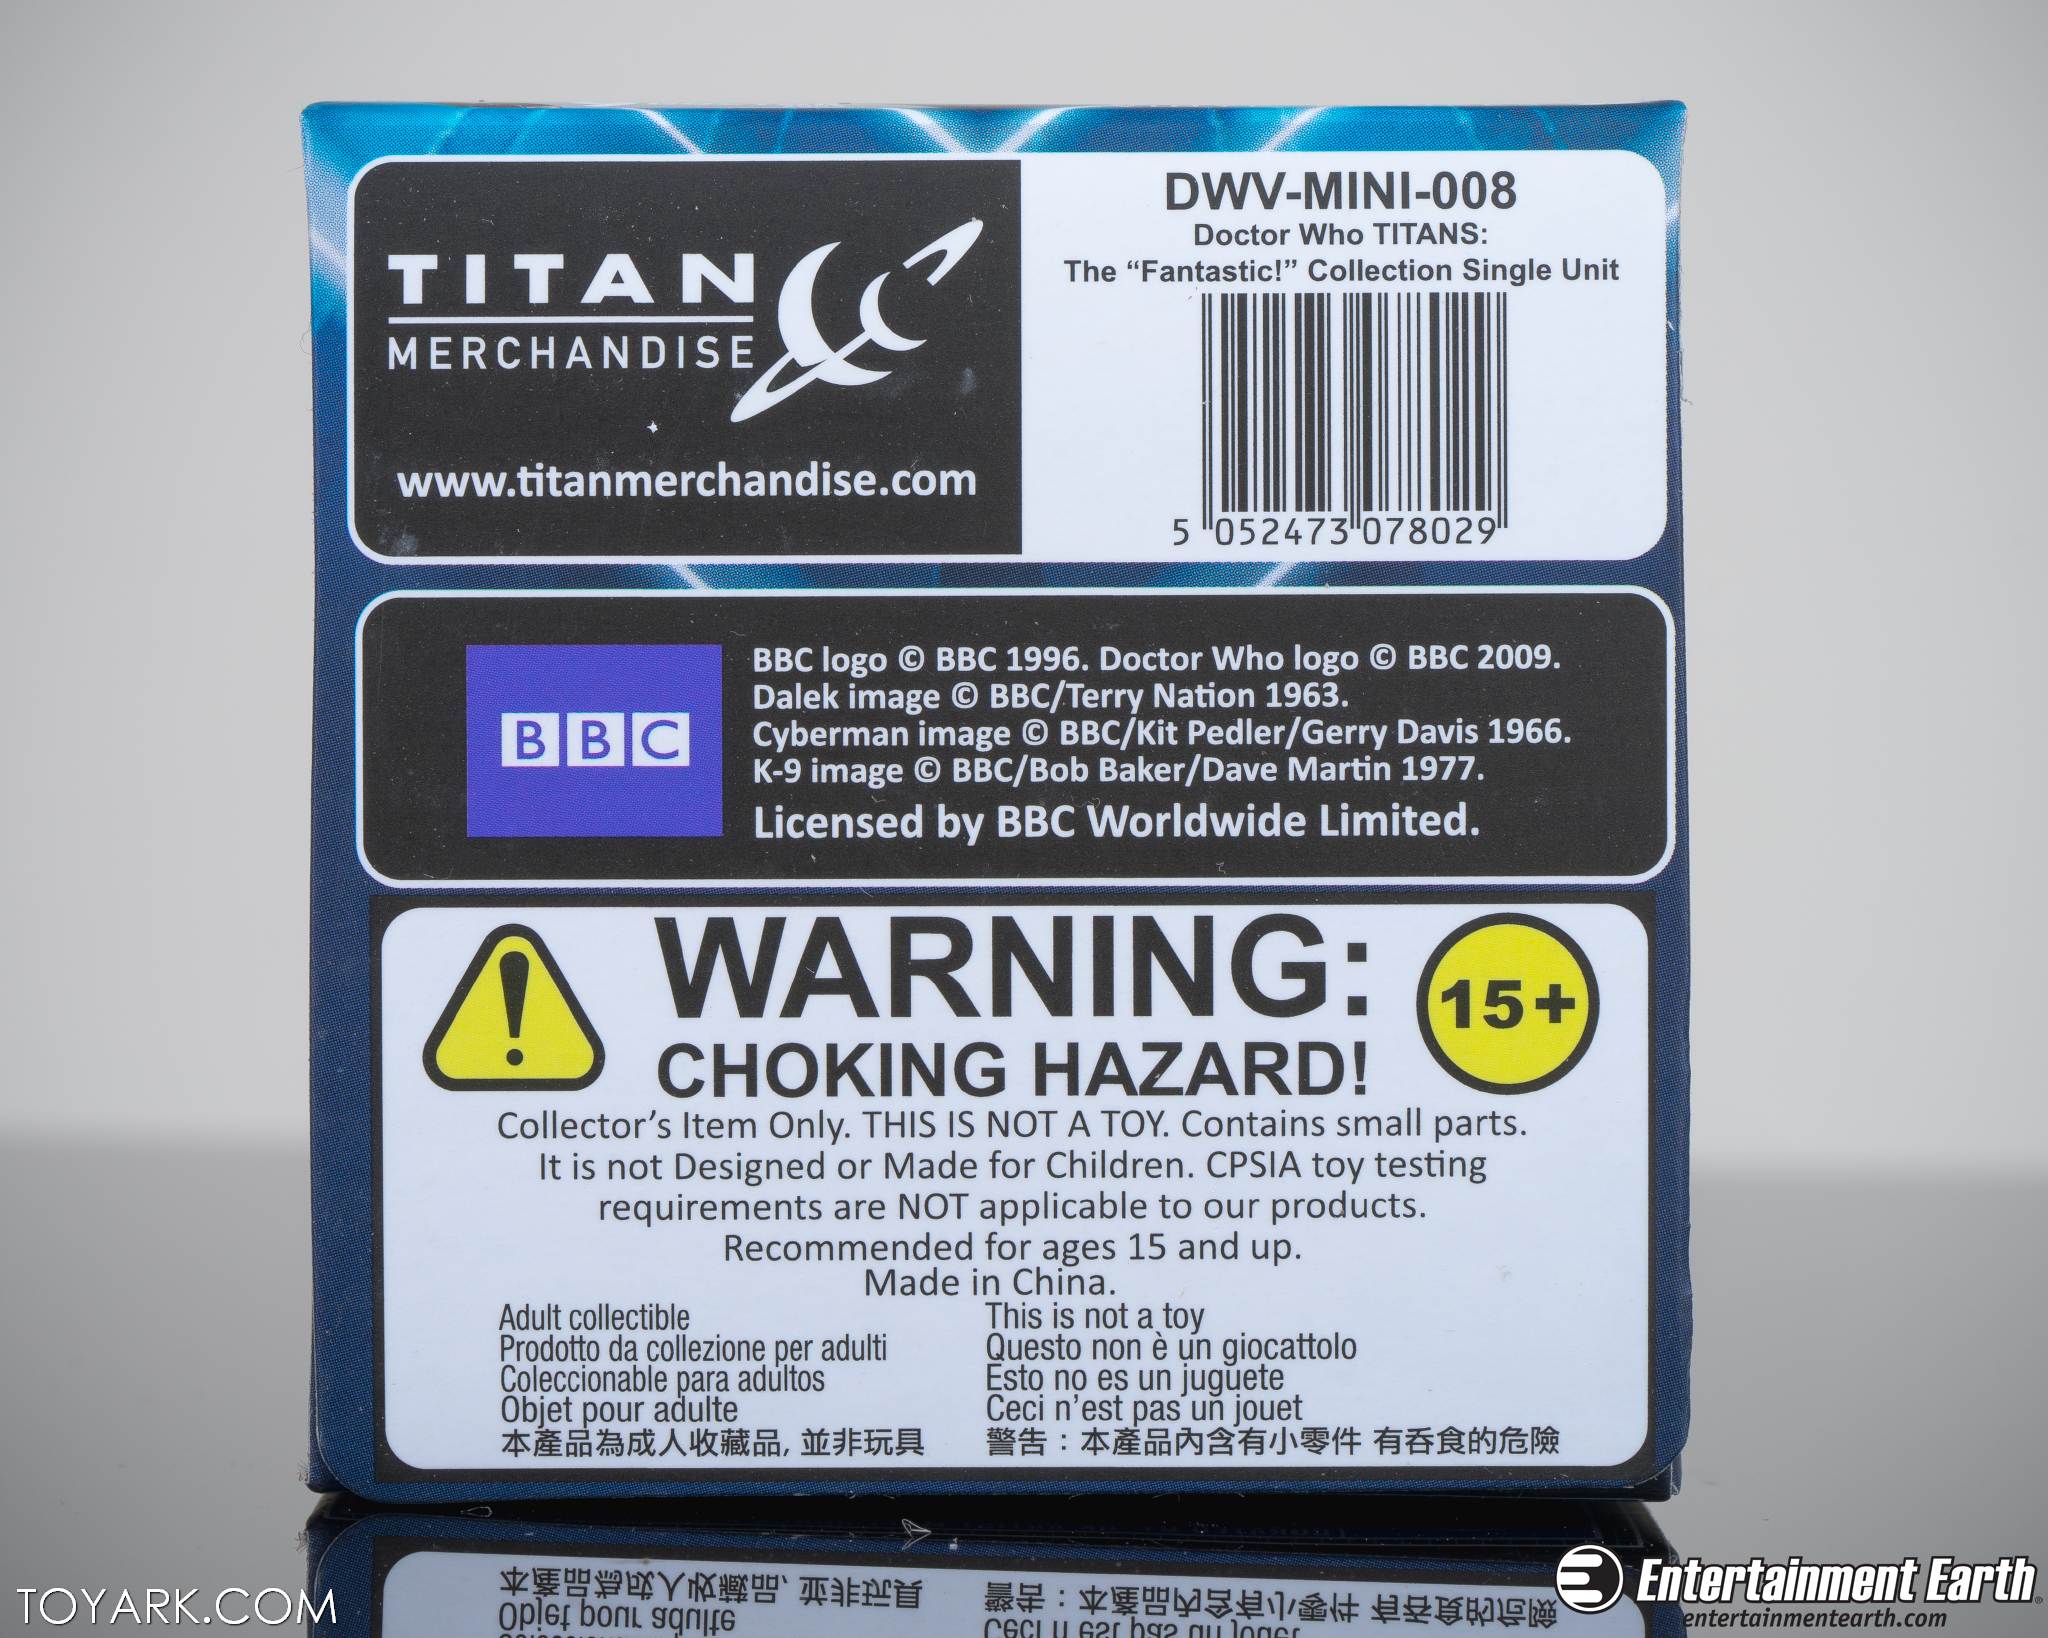 TITAN
MERCHANDISE
www.titanmerchandise.com
DWV-MINI-008
Doctor Who TITANS:
The “Fantastic!” Collection Single Unit
5 052473 078029
BBC
BBC logo © BBC 1996. Doctor Who logo © BBC 2009.
Dalek image © BBC/Terry Nation 1963.
Cyberman image © BBC/Kit Pedler/Gerry Davis 1966.
K-9 image © BBC/Bob Baker/Dave Martin 1977.
Licensed by BBC Worldwide Limited.
WARNING:
CHOKING HAZARD!
15+
Collector’s Item Only. THIS IS NOT A TOY. Contains small parts.
It is not Designed or Made for Children. CPSIA toy testing
requirements are NOT applicable to our products.
Recommended for ages 15 and up.
Made in China.
Adult collectible
Prodotto da collezione per adulti
Coleccionable para adultos
Objet pour adulte
本產品為成人收藏品, 並非玩具
This is not a toy
Questo non è un giocattolo
Esto no es un juguete
Ceci n’est pas un jouet
警告：本產品內含有小零件 有吞食的危險
TOYARK.COM
Entertainment Earth
entertainmentearth.com